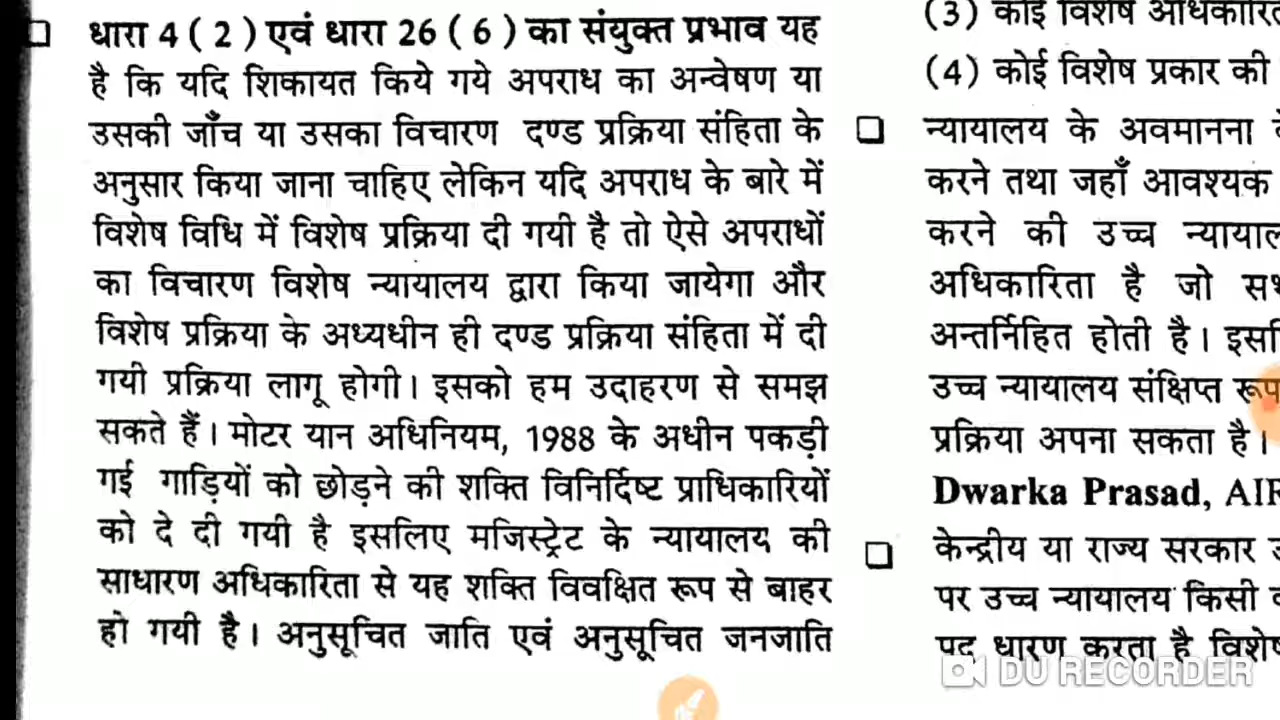 धारा 4 ( 2 ) एवं धारा 26 ( 6 ) का संयुक्त प्रभाव यह
है कि यदि शिकायत किये गये अपराध का अन्वेषण या
उसकी जाँच या उसका विचारण दण्ड प्रक्रिया संहिता के
अनुसार किया जाना चाहिए लेकिन यदि अपराध के बारे में
विशेष विधि में विशेष प्रक्रिया दी गयी है तो ऐसे अपराधों
का विचारण विशेष न्यायालय द्वारा किया जायेगा और
विशेष प्रक्रिया के अध्यधीन ही दण्ड प्रक्रिया संहिता में दी
गयी प्रक्रिया लागू होगी। इसको हम उदाहरण से समझ
सकते हैं। मोटर यान अधिनियम, 1988 के अधीन पकड़ी
गई गाड़ियों को छोड़ने की शक्ति विनिर्दिष्ट प्राधिकारियों
को दे दी गयी है इसलिए मजिस्ट्रेट के न्यायालय की
साधारण अधिकारिता से यह शक्ति विवक्षित रूप से बाहर
हो गयी है। अनुसूचित जाति एवं अनुसूचित जनजाति
(3) कोई विशेष
(4) कोई विशेष प्रकार की
न्यायालय के अवमानना
करने तथा जहाँ आवश्यक
करने की उच्च
अधिकारिता है जो
अन्तर्निहित होती है।
उच्च न्यायालय संक्षिप्त रूप
प्रक्रिया अपना सकता है।
Dwarka Prasad, AIR
केन्द्रीय या राज्य सरकार
पर उच्च न्यायालय किसी
पद धारण करता है
DU RECORDER